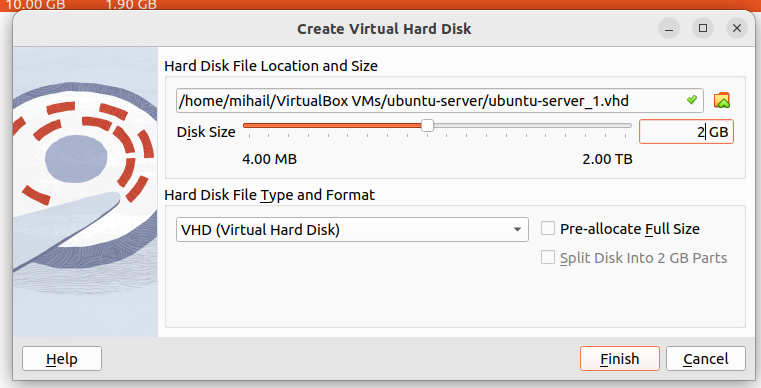 10.00 GB 1.90 GB
Create Virtual Hard Disk
Hard Disk File Location and Size
/home/mihail/VirtualBox VMs/ubuntu-server/ubuntu-server_1.vhd
Disk Size
2 GB
4.00 MB 2.00 TB
Hard Disk File Type and Format
VHD (Virtual Hard Disk)
Pre-allocate Full Size
Split Disk Into 2 GB Parts
Help Finish Cancel